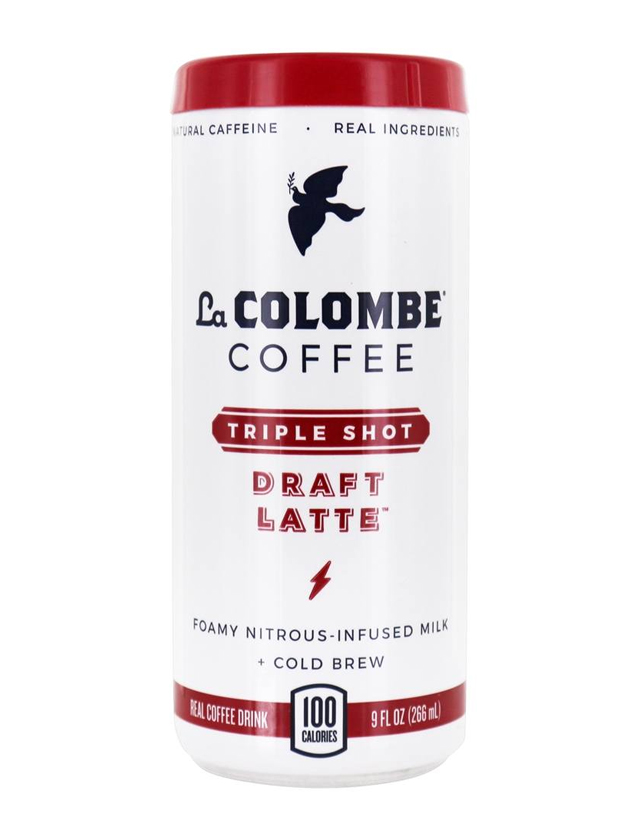 CAFFEINE • REAL INGREDIENTS
La COLOMBE®
COFFEE
TRIPLE SHOT
DRAFT
LATTE™
FOAMY NITROUS-INFUSED MILK
+ COLD BREW
REAL COFFEE DRINK
100
CALORIES
9 FL OZ (266 mL)